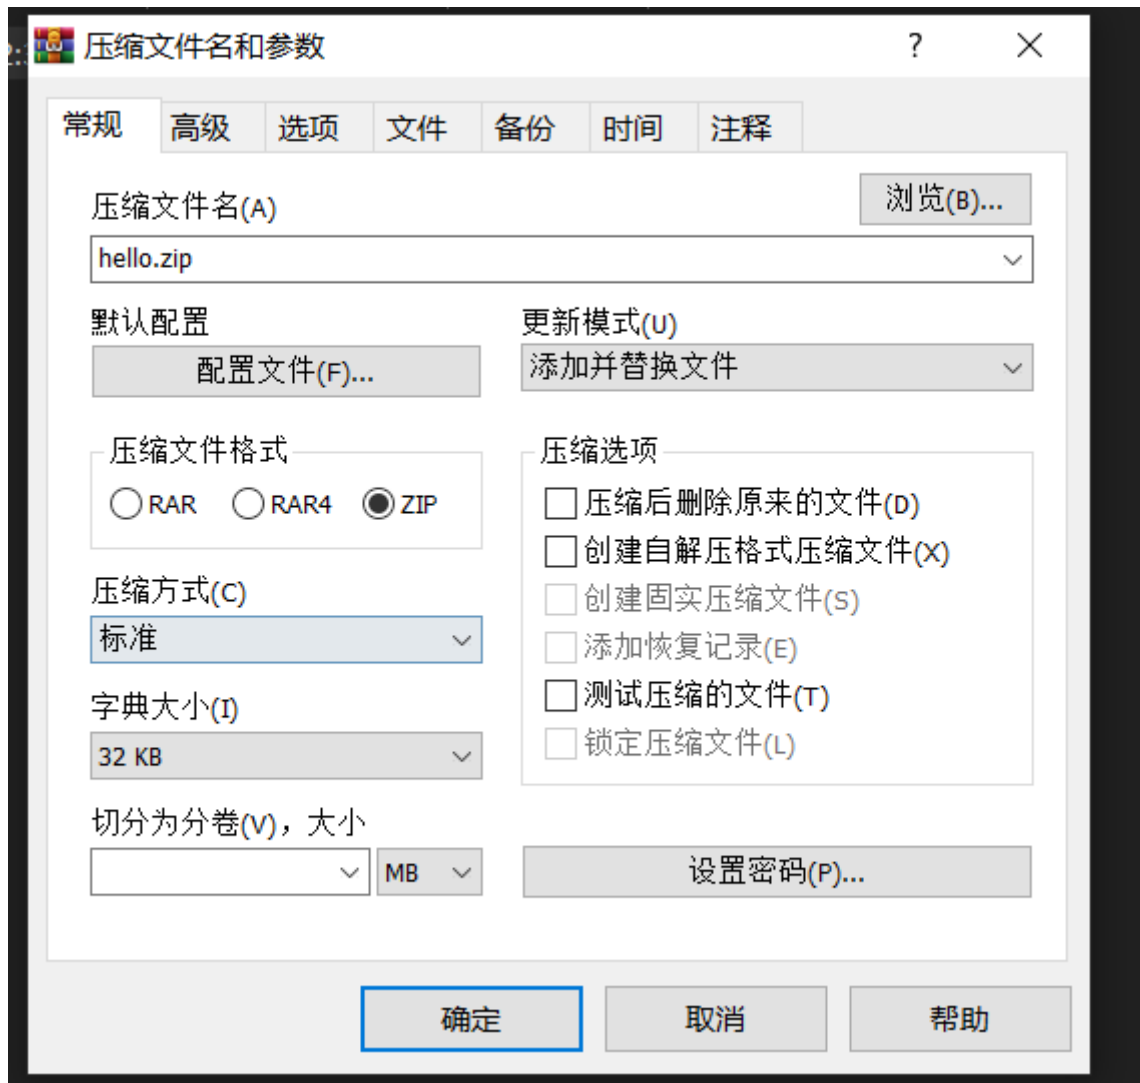 压缩文件名和参数
?
常规 高级 选项 文件 备份 时间 注释
压缩文件名(A)
浏览(B)...
hello.zip
默认配置
配置文件(F)...
更新模式(U)
添加并替换文件
压缩文件格式
RAR RAR4 ZIP
压缩方式(C)
标准
字典大小(I)
32 KB
切分为分卷(V)，大小
MB
压缩选项
压缩后删除原来的文件(D)
创建自解压格式压缩文件(X)
创建固实压缩文件(S)
添加恢复记录(E)
测试压缩的文件(T)
锁定压缩文件(L)
设置密码(P)...
确定 取消 帮助